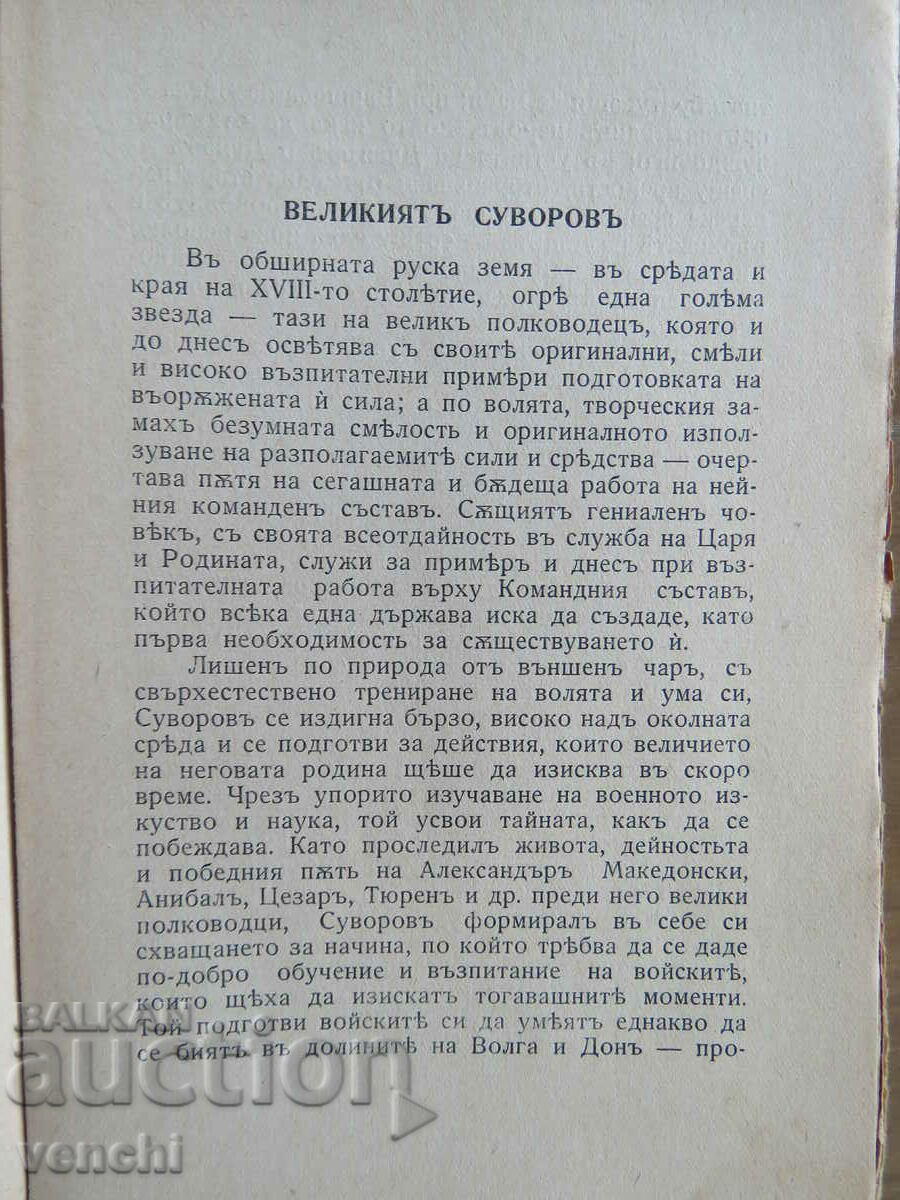 ВЕЛИКИЯТЪ СУВОРОВЪ
Въ обширната руска земя — въ срѣдата и
края на XVIII-то столѣтие, огрѣ една голѣма
звезда — тази на великъ полководецъ, която и
до днесъ освѣтява съ своитѣ оригинални, смѣли
и високо възпитателни примѣри подготовката на
въорѫжената ѝ сила; а по волята, творческия за-
махъ безумната смѣлость и оригиналното изпол-
зуване на разполагаемитѣ сили и срѣдства — очер-
тава пѫтя на сегашната и бѫдеща работа на ней-
ния команденъ съставъ. Сѫщиятъ гениаленъ чо-
вѣкъ, съ своята всеотдайность въ служба на Царя
и Родината, служи за примѣръ и днесъ при въз-
питателната работа върху Командния съставъ,
който всѣка една държава иска да създаде, като
първа необходимость за сѫществуването ѝ.
Лишенъ по природа отъ външенъ чаръ, съ
свърхестествено трениране на волята и ума си,
Суворовъ се издигна бързо, високо надъ околната
срѣда и се подготви за действия, които величието
на неговата родина щѣше да изисква въ скоро
време. Чрезъ упорито изучаване на военното из-
куство и наука, той усвои тайната, какъ да се
побеждава. Като проследилъ живота, дейностьта
и победния пѫть на Александъръ Македонски,
Анибалъ, Цезаръ, Тюренъ и др. преди него велики
полководци, Суворовъ формиралъ въ себе си
схващането за начина, по който трѣбва да се даде
по-добро обучение и възпитание на войскитѣ,
които щѣха да изискатъ тогавашнитѣ моменти.
Той подготви войскитѣ си да умѣятъ еднакво да
се биятъ въ долинитѣ на Волга и Донъ — про-
BALKAN
auction
venchi